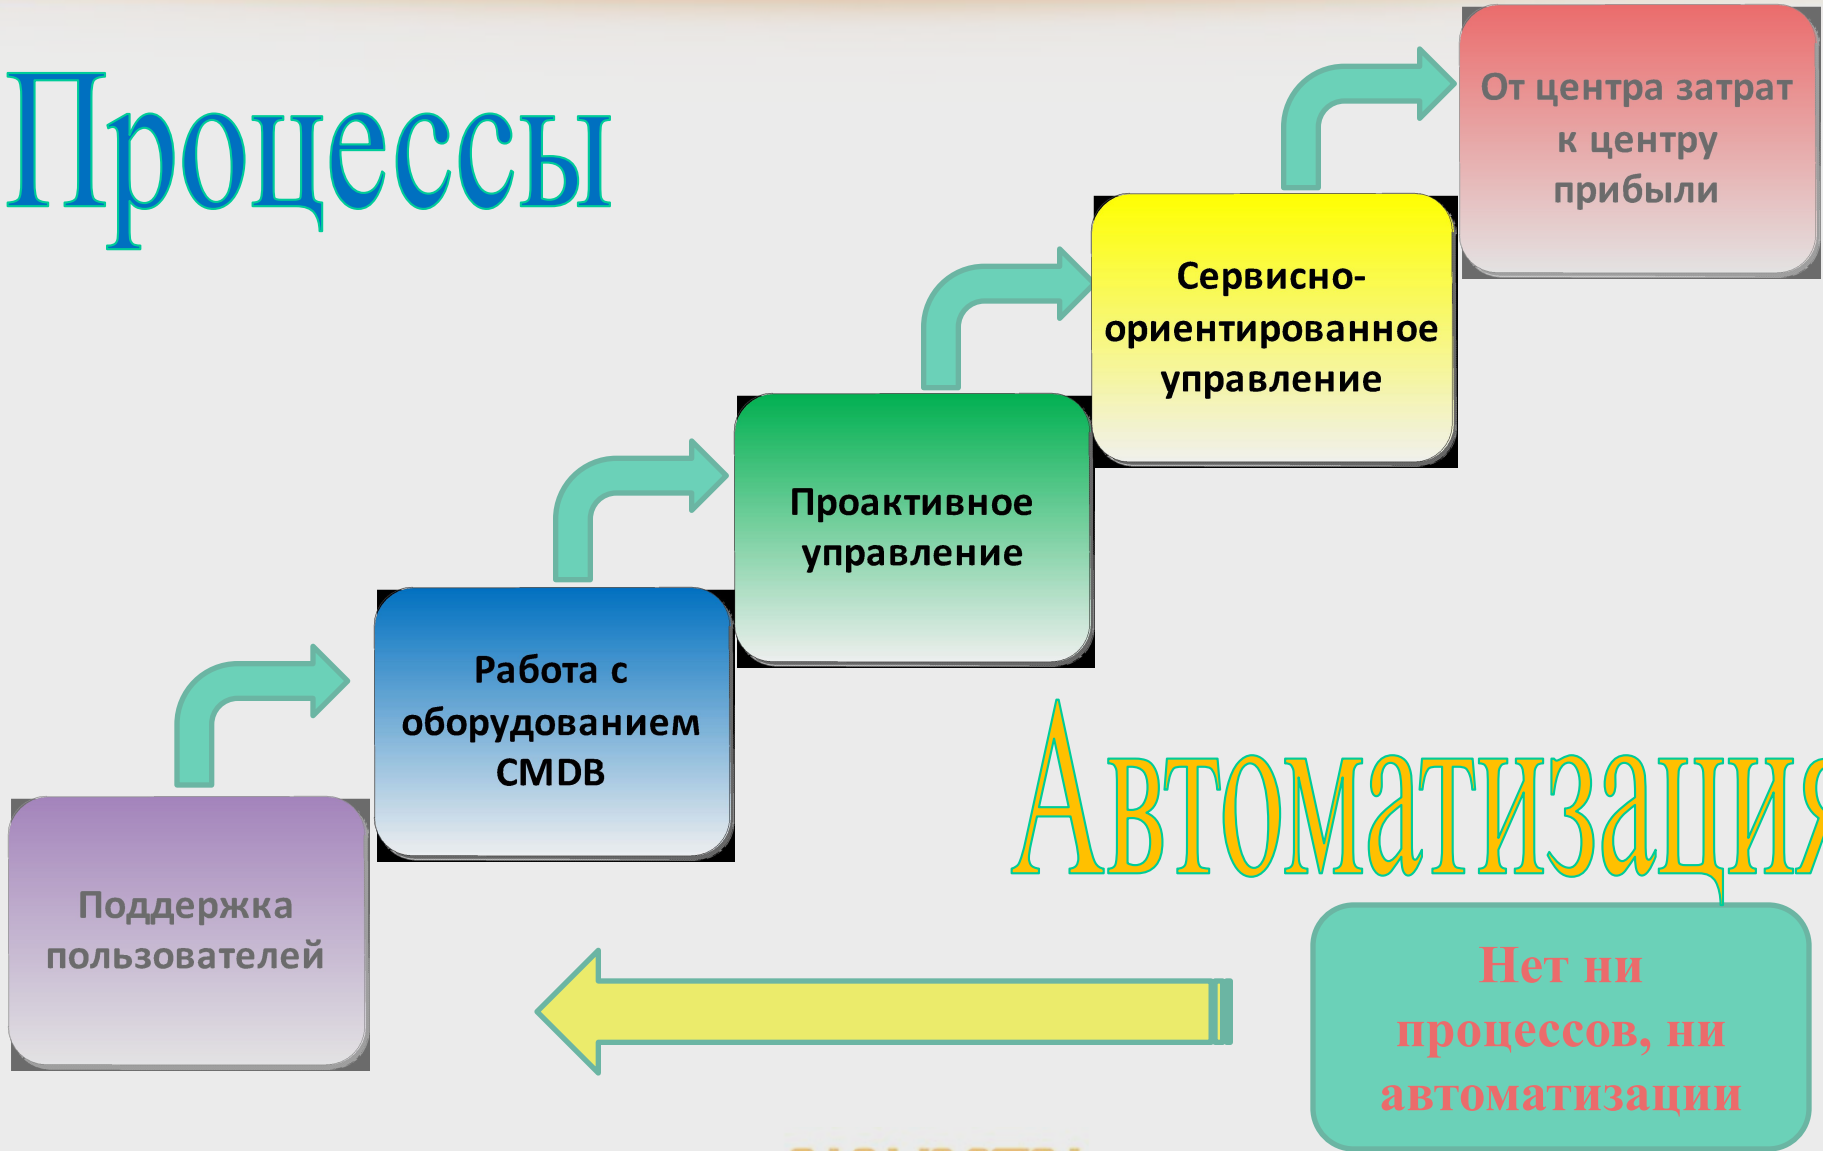 Процессы
От центра затрат
к центру
прибыли
Сервисно-
ориентированное
управление
Проактивное
управление
Работа с
оборудованием
CMDB
Автоматизация
Поддержка
пользователей
Нет ни
процессов, ни
автоматизации